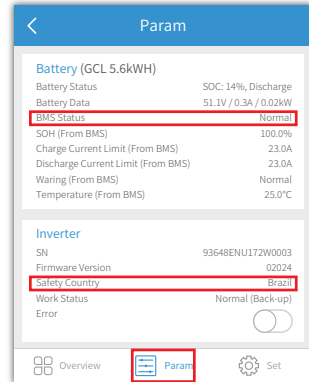 Param
Battery (GCL 5.6kWH)
Battery Status SOC: 14%, Discharge
Battery Data 51.1V / 0.3A / 0.02kW
BMS Status Normal
SOH (From BMS) 100.0%
Charge Current Limit (From BMS) 23.0A
Discharge Current Limit (From BMS) 23.0A
Waring (From BMS) Normal
Temperature (From BMS) 25.0°C
Inverter
SN 93648ENU172W0003
Firmware Version 02024
Safety Country Brazil
Work Status Normal (Back-up)
Error
Overview Param Set